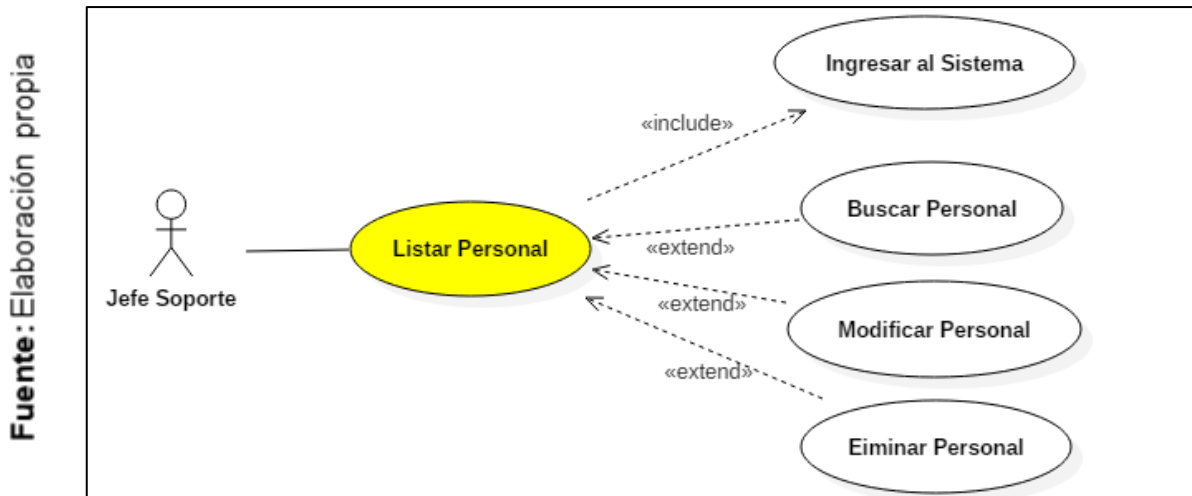 Fuente: Elaboración propia
Ingresar al Sistema
«include»
Buscar Personal
Listar Personal
«extend»
Jefe Soporte
«extend»
Modificar Personal
«extend»
Eiminar Personal